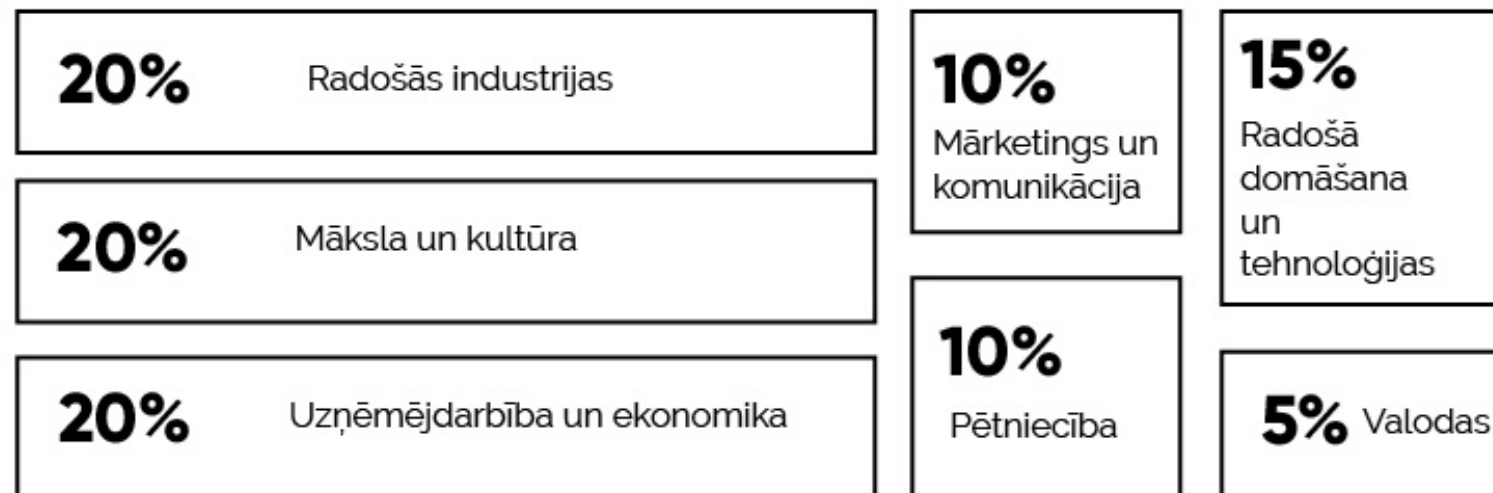 20% Radošās industrijas
20% Māksla un kultūra
20% Uzņēmējdarbība un ekonomika
10%
Mārketings un
komunikācija
10%
Pētniecība
15%
Radošā
domāšana
un
tehnoloģijas
5% Valodas